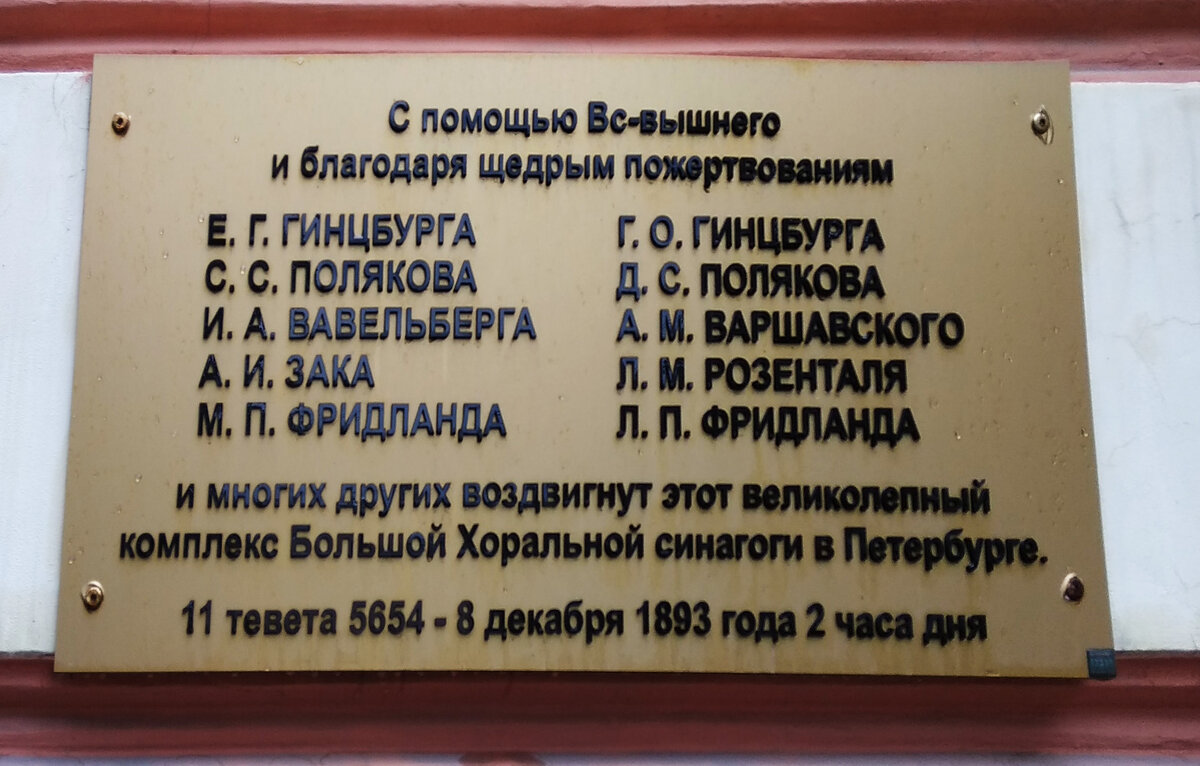 С помощью Вс-вышнего
и благодаря щедрым пожертвованиям
Е. Г. ГИНЦБУРГА
С. С. ПОЛЯКОВА
И. А. ВАВЕЛЬБЕРГА
А. И. ЗАКА
М. П. ФРИДЛАНДА
Г. О. ГИНЦБУРГА
Д. С. ПОЛЯКОВА
А. М. ВАРШАВСКОГО
Л. М. РОЗЕНТАЛЯ
Л. П. ФРИДЛАНДА
и многих других воздвигнут этот великолепный
комплекс Большой Хоральной синагоги в Петербурге.
11 тевета 5654 - 8 декабря 1893 года 2 часа дня